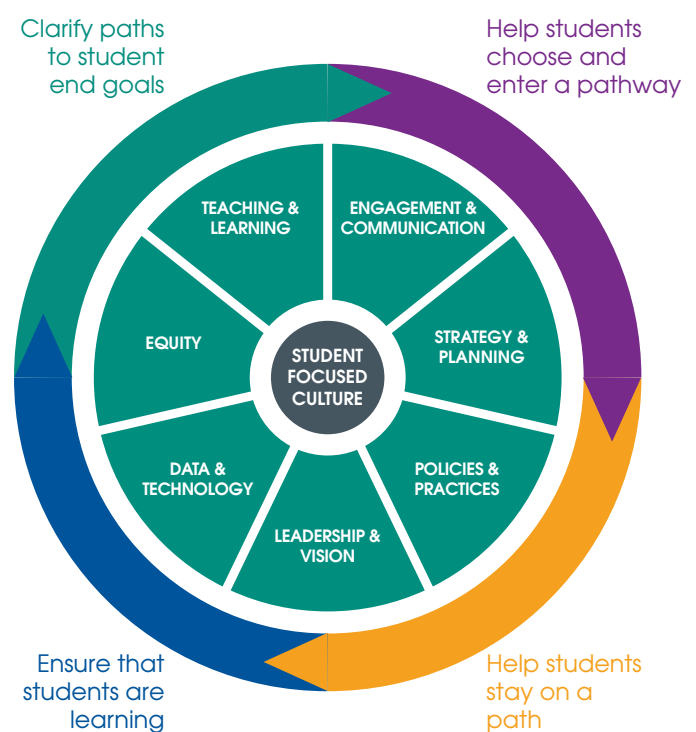 Clarify paths
to student
end goals
Help students
choose and
enter a pathway
TEACHING &
LEARNING
ENGAGEMENT &
COMMUNICATION
EQUITY
STRATEGY &
PLANNING
STUDENT
FOCUSED
CULTURE
DATA &
TECHNOLOGY
POLICIES &
PRACTICES
LEADERSHIP &
VISION
Ensure that
students are
learning
Help students
stay on a
path